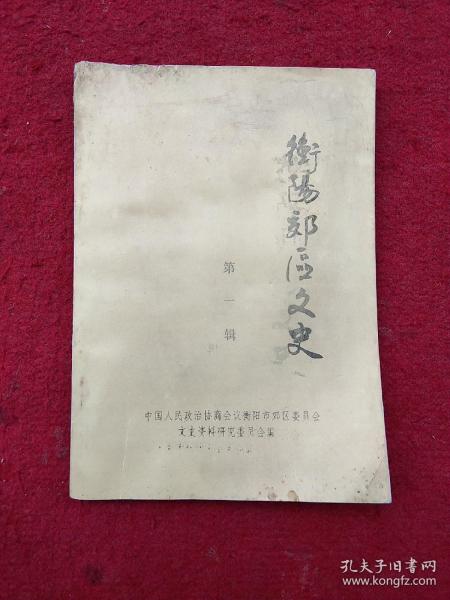 衡陽郊區文史
第一辑
中国人民政治协商会议衡阳市郊区委员会
文史资料研究委员会编
孔夫子旧书网
www.kongfz.com